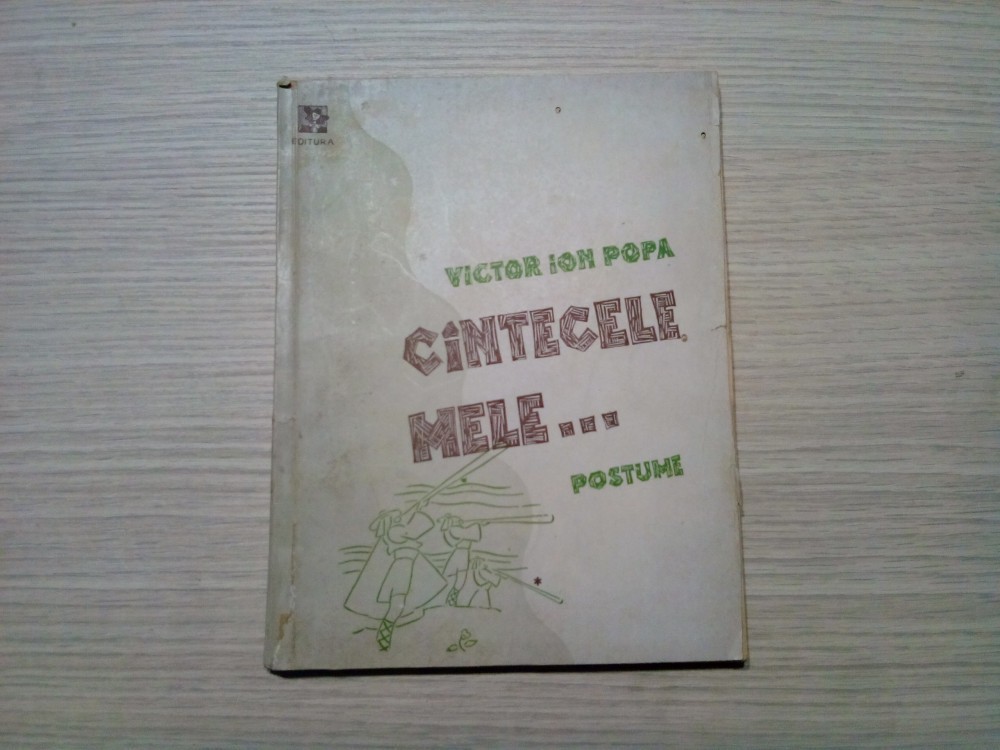 EDITURA
VICTOR iON POPA
CîNTECELE
MELE...
POSTUME
*